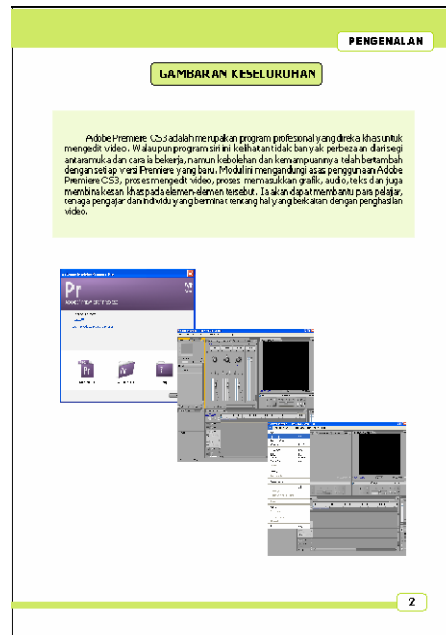 PENGENALAN
GAMBARAN KESELURUHAN
Adobe Premiere CS3 adalah merupakan program profesional yang direka khas untuk
mengedit video. Walaupun program siri ini kelihatan tidak banyak perbezaan dari segi
antaramuka dan cara ia bekerja, namun kebolehan dan kemampuannya telah bertambah
dengan setiap versi Premiere yang baru. Modul ini mengandungi asas penggunaan Adobe
Premiere CS3, proses mengedit video, proses memasukkan grafik, audio, teks dan juga
membina kesan khas pada elemen-elemen tersebut. Ia akan dapat membantu para pelajar,
tenaga pengajar dan individu yang berminat tentang hal yang berkaitan dengan penghasilan
video.
Pr
Pr
2